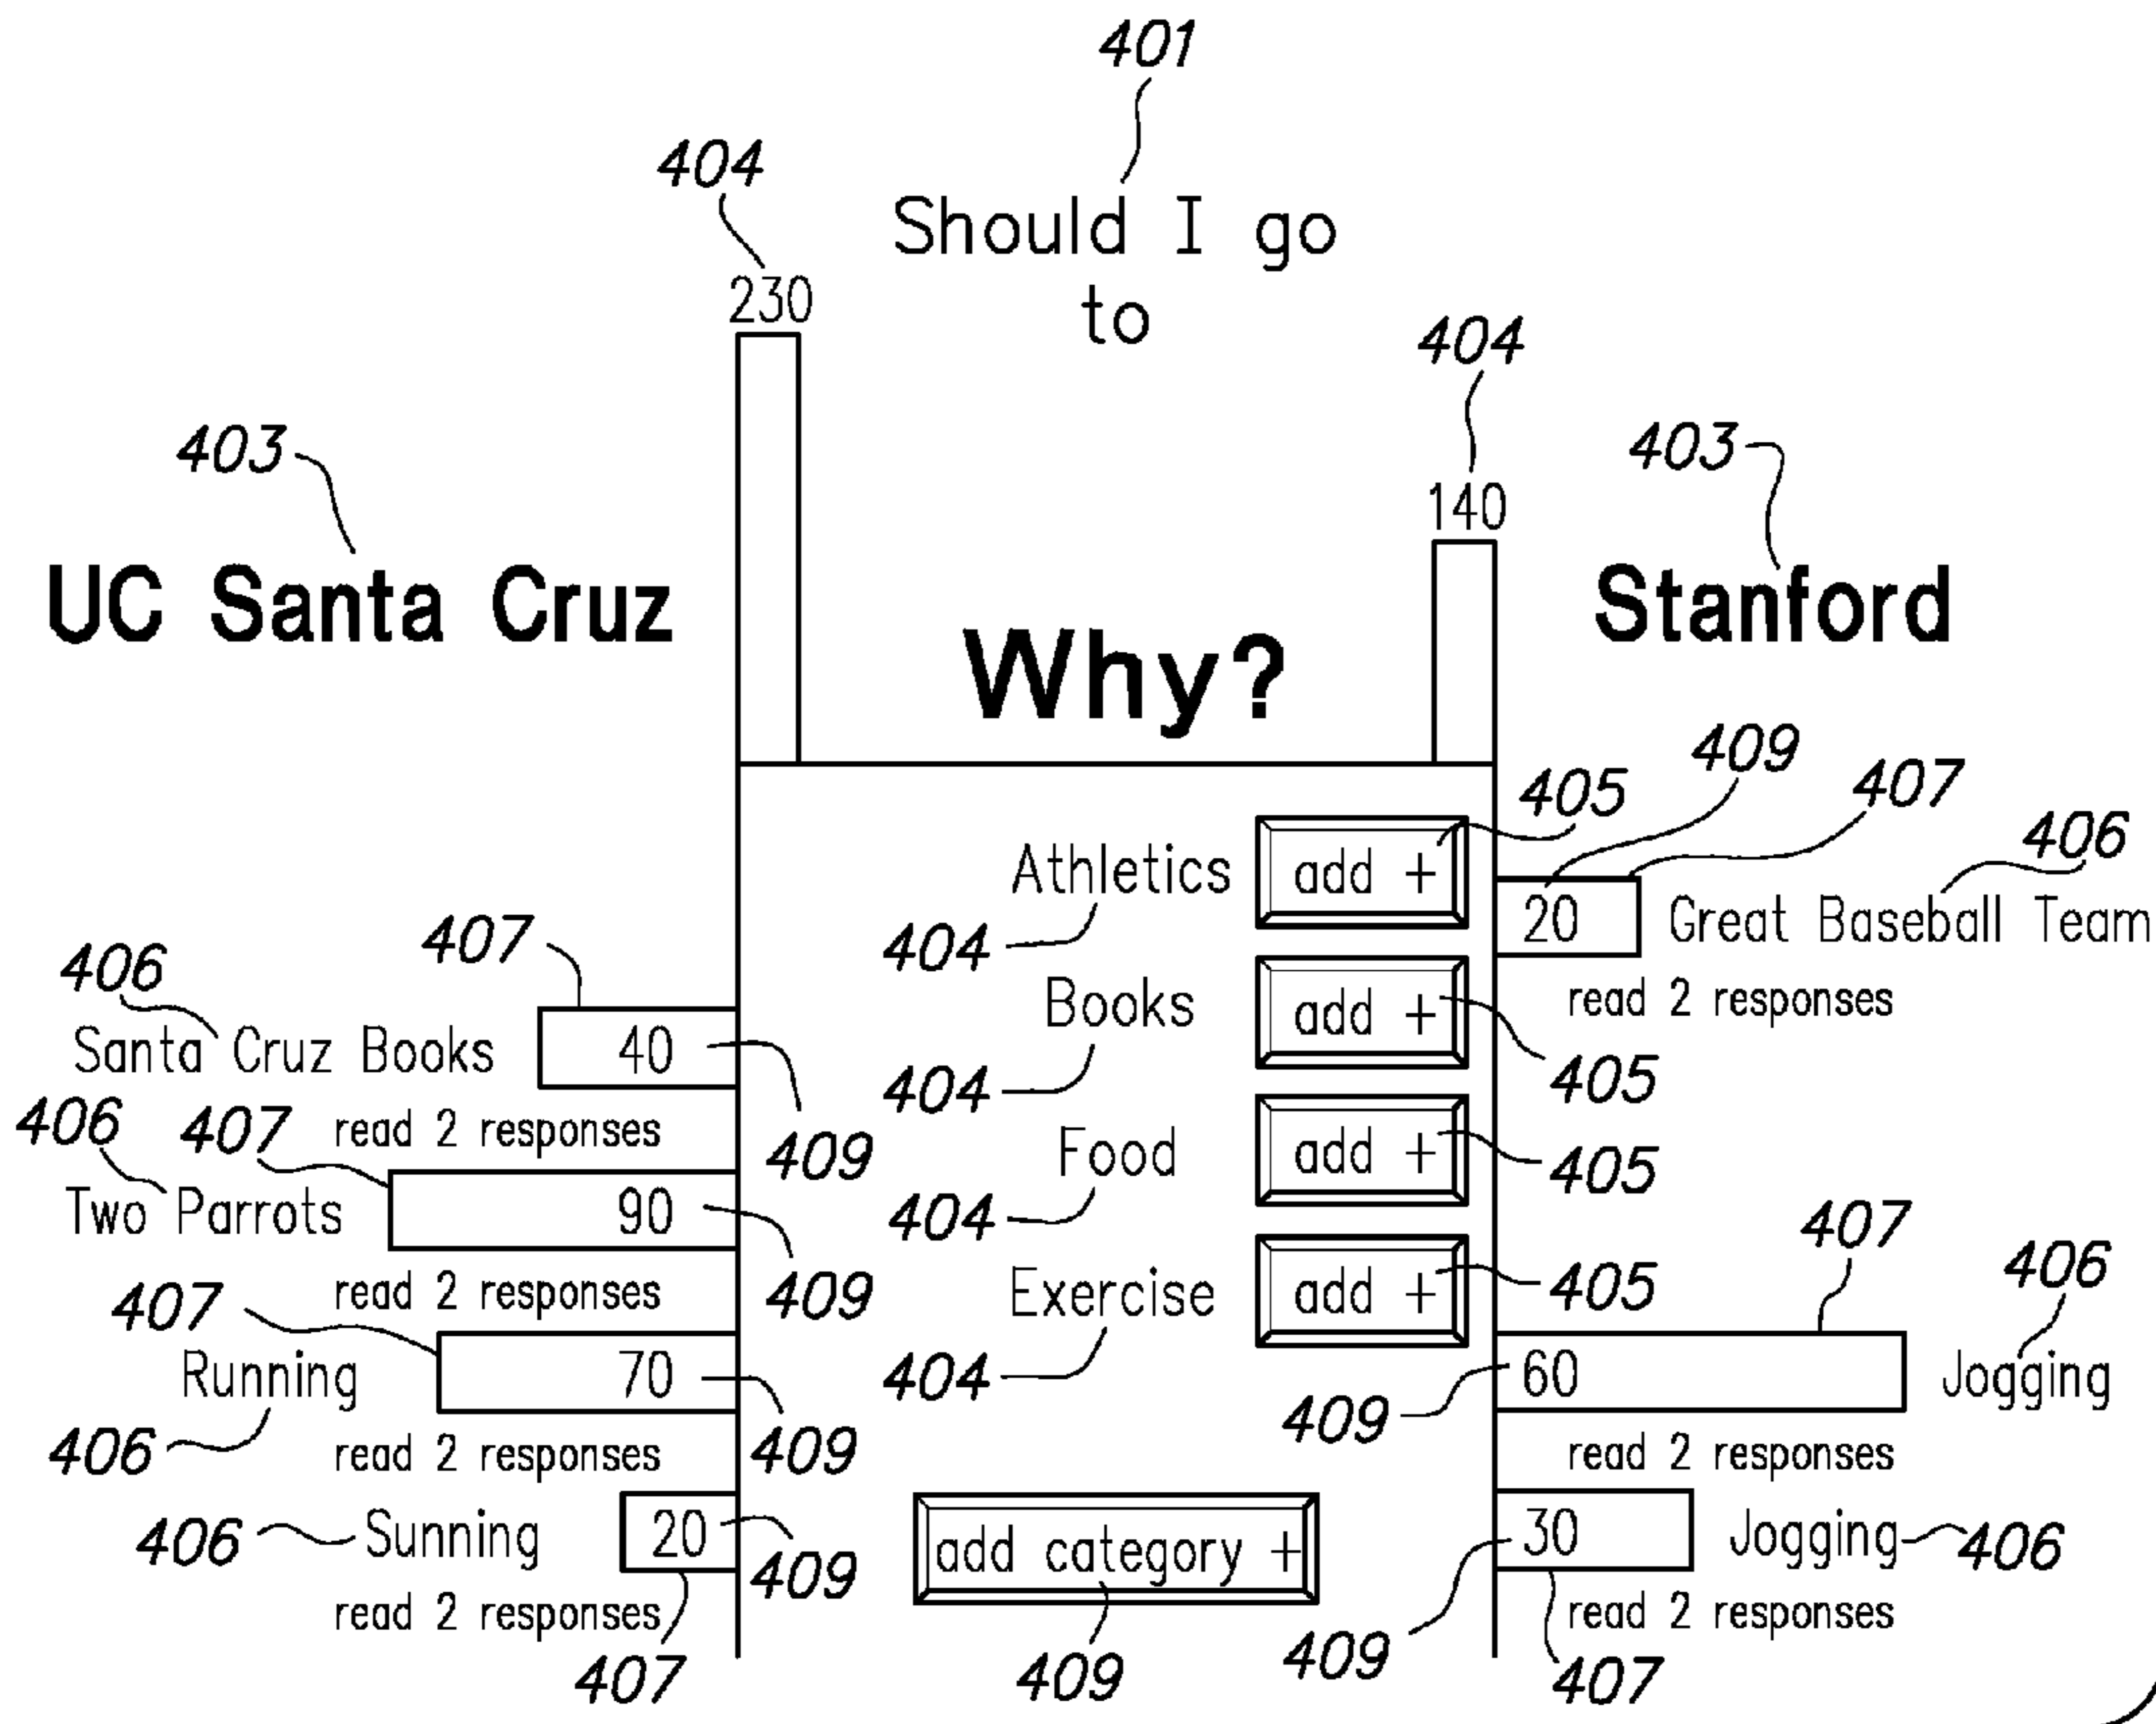 401
404
Should I go
230
to
404
403
403
140
UC Santa Cruz
Stanford
Why?
409
405
407
406
Athletics
add +
20
Great Baseball Team
407
404
406
Books
add +
read 2 responses
Santa Cruz Books
40
404
405
406
407
read 2 responses
409
Food
add +
405
Two Parrots
90
404
407
read 2 responses
409
Exercise
add +
405
406
407
Running
70
404
60
Jogging
409
406
read 2 responses
409
read 2 responses
406
Sunning
20
add category +
30
Jogging
406
409
read 2 responses
read 2 responses
407
409
409
407